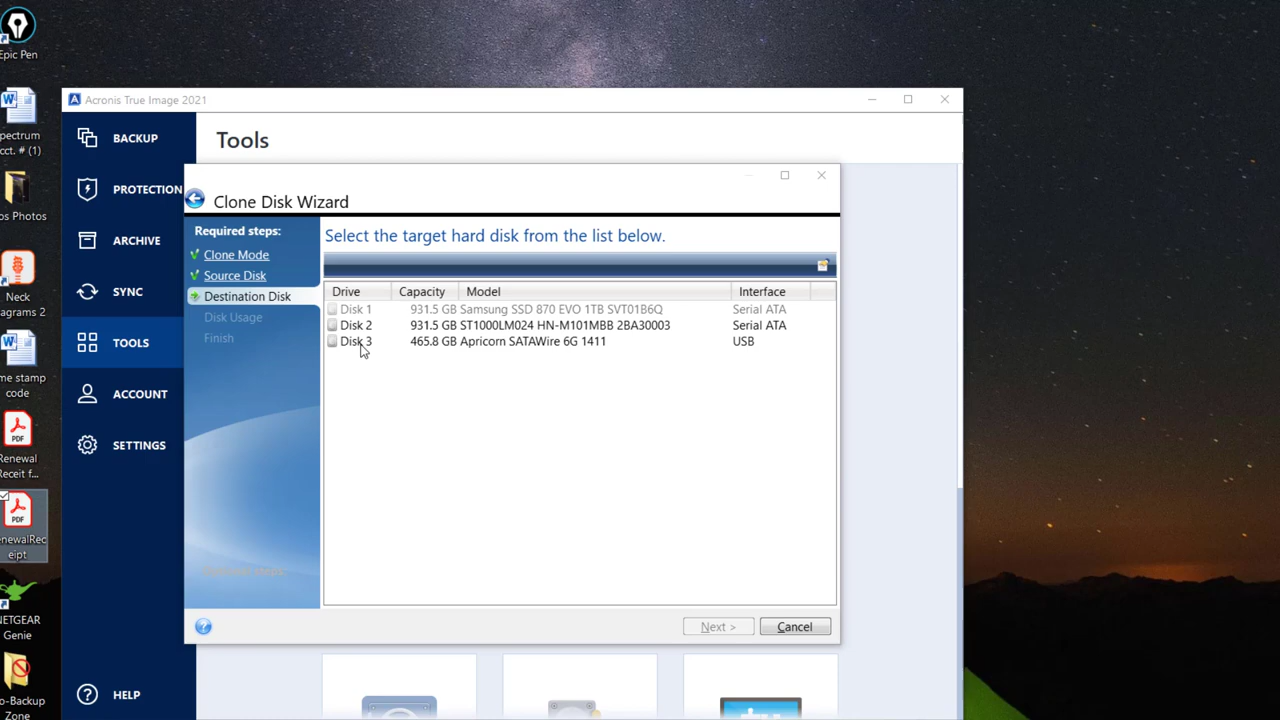 Epic Pen
Spectrum
cct. # (1)
os Photos
Neck
agrams 2
me stamp
code
PDF
Renewal
Receit f...
PDF
enewalRec
eipt
NETGEAR
Genie
o-Backup
Zone
Acronis True Image 2021
BACKUP
PROTECTION
ARCHIVE
SYNC
TOOLS
ACCOUNT
SETTINGS
HELP
Tools
Clone Disk Wizard
Required steps:
Clone Mode
Source Disk
Destination Disk
Disk Usage
Finish
Select the target hard disk from the list below.
Drive Capacity Model Interface
Disk 1 931.5 GB Samsung SSD 870 EVO 1TB SVT01B6Q Serial ATA
Disk 2 931.5 GB ST1000LM024 HN-M101MBB 2BA30003 Serial ATA
Disk 3 465.8 GB Apricorn SATAWire 6G 1411 USB
Next >
Cancel